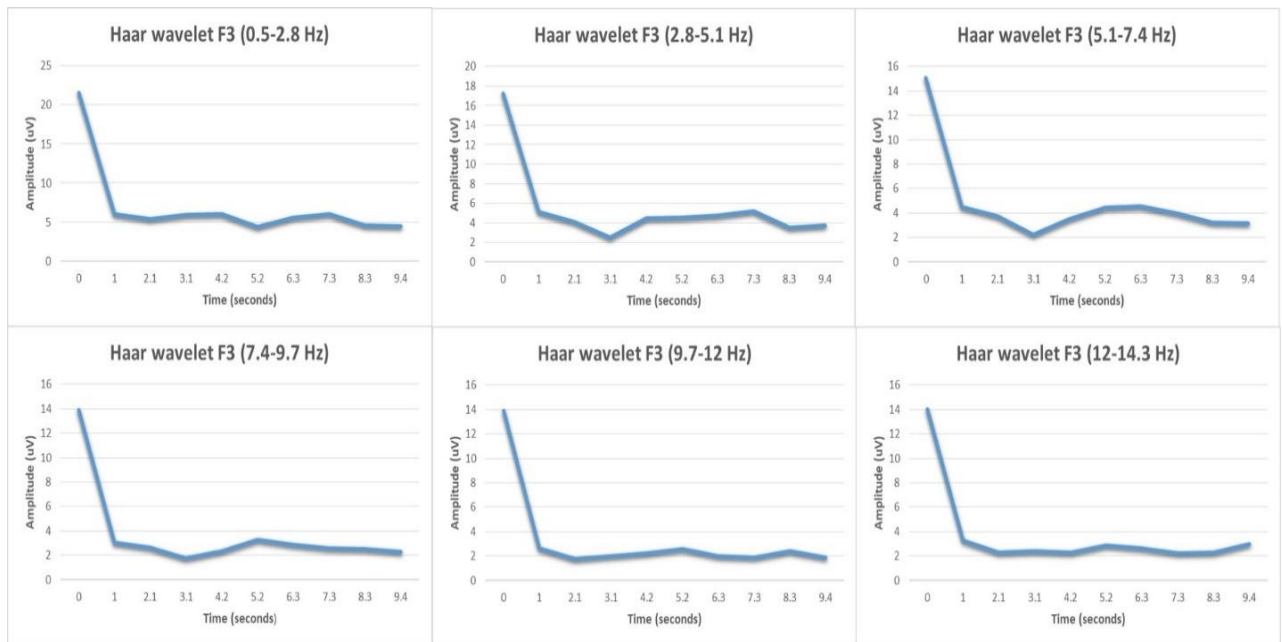 Haar wavelet F3 (0.5-2.8 Hz)
25
20
15
10
5
0
Amplitude (uV)
0 1 2.1 3.1 4.2 5.2 6.3 7.3 8.3 9.4
Time (seconds)
Haar wavelet F3 (2.8-5.1 Hz)
20
18
16
14
12
10
8
6
4
2
0
Amplitude (uV)
0 1 2.1 3.1 4.2 5.2 6.3 7.3 8.3 9.4
Time (seconds)
Haar wavelet F3 (5.1-7.4 Hz)
16
14
12
10
8
6
4
2
0
Amplitude (uV)
0 1 2.1 3.1 4.2 5.2 6.3 7.3 8.3 9.4
Time (seconds)
Haar wavelet F3 (7.4-9.7 Hz)
16
14
12
10
8
6
4
2
0
Amplitude (uV)
0 1 2.1 3.1 4.2 5.2 6.3 7.3 8.3 9.4
Time (seconds)
Haar wavelet F3 (9.7-12 Hz)
16
14
12
10
8
6
4
2
0
Amplitude (uV)
0 1 2.1 3.1 4.2 5.2 6.3 7.3 8.3 9.4
Time (seconds)
Haar wavelet F3 (12-14.3 Hz)
16
14
12
10
8
6
4
2
0
Amplitude (uV)
0 1 2.1 3.1 4.2 5.2 6.3 7.3 8.3 9.4
Time (seconds)